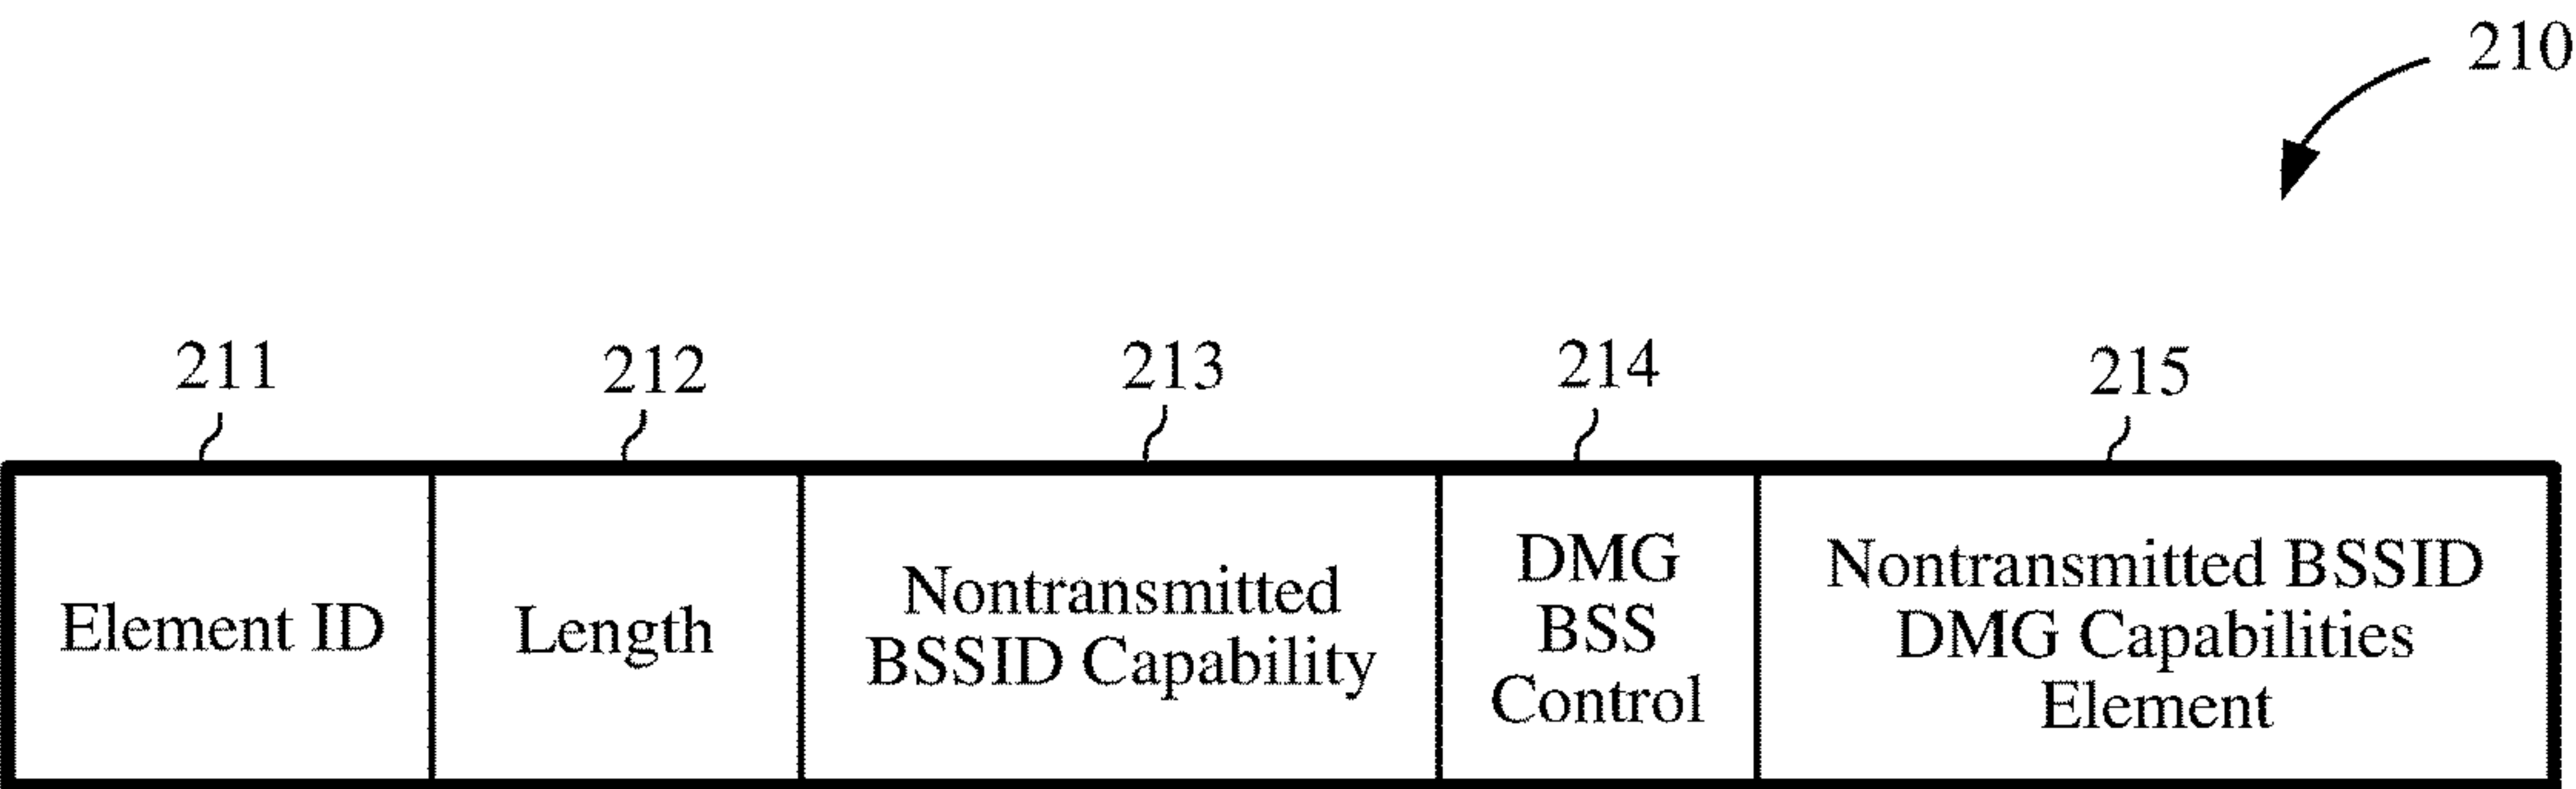 210
211
212
213
214
215
Element ID
Length
Nontransmitted
BSSID Capability
DMG
BSS
Control
Nontransmitted BSSID
DMG Capabilities
Element